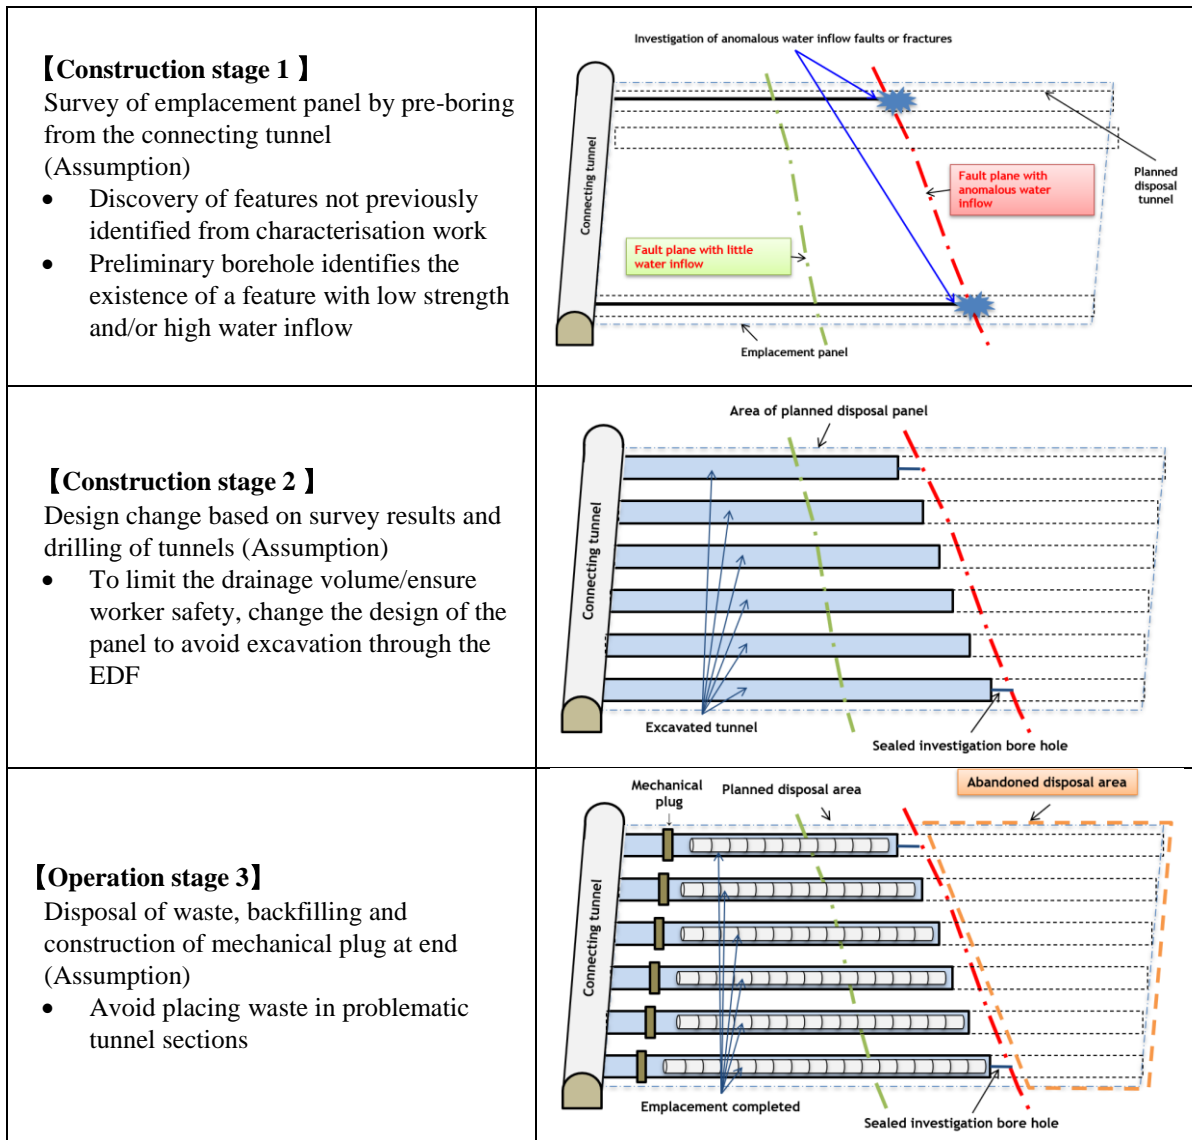 【Construction stage 1 】
Survey of emplacement panel by pre-boring
from the connecting tunnel
(Assumption)
• Discovery of features not previously
identified from characterisation work
• Preliminary borehole identifies the
existence of a feature with low strength
and/or high water inflow
Investigation of anomalous water inflow faults or fractures
Connecting tunnel
Planned
disposal
tunnel
Fault plane with
anomalous water
inflow
Fault plane with little
water inflow
Emplacement panel
【Construction stage 2 】
Design change based on survey results and
drilling of tunnels (Assumption)
• To limit the drainage volume/ensure
worker safety, change the design of the
panel to avoid excavation through the
EDF
Area of planned disposal panel
Connecting tunnel
Excavated tunnel
Sealed investigation bore hole
【Operation stage 3】
Disposal of waste, backfilling and
construction of mechanical plug at end
(Assumption)
• Avoid placing waste in problematic
tunnel sections
Mechanical
plug
Planned disposal area
Abandoned disposal area
Connecting tunnel
Emplacement completed
Sealed investigation bore hole